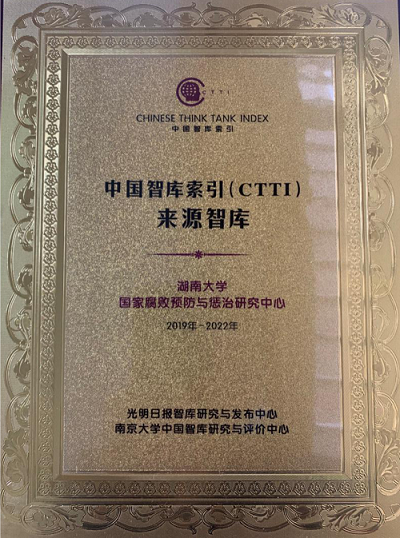 CTTI
CHINESE THINK TANK INDEX
中国智库索引
中国智库索引(CTTI)
来源智库
湖南大学
国家腐败预防与惩治研究中心
2019年-2022年
光明日报智库研究与发布中心
南京大学中国智库研究与评价中心